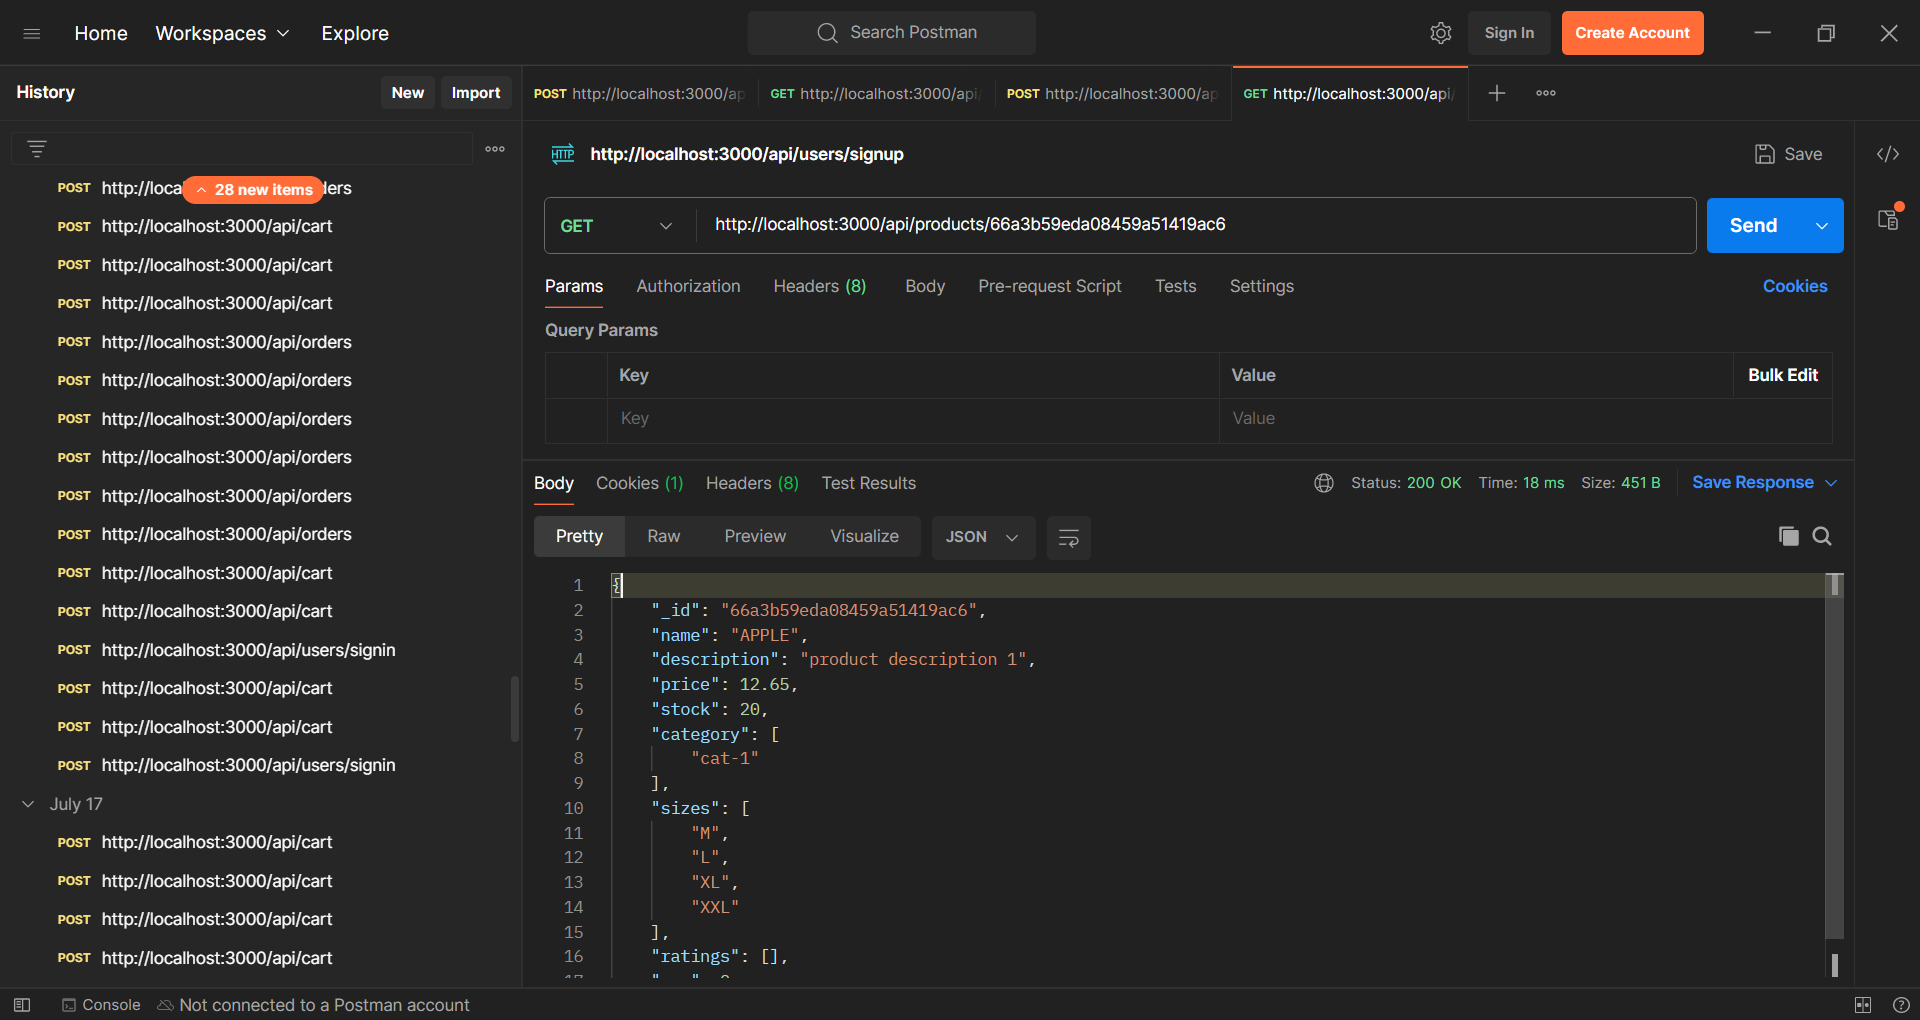 Home Workspaces Explore Search Postman Sign In Create Account
History New Import
POST http://localhost:3000/ap GET http://localhost:3000/api/ POST http://localhost:3000/ap GET http://localhost:3000/api/
HTTP http://localhost:3000/api/users/signup Save
28 new items
POST http://loca ders
POST http://localhost:3000/api/cart
POST http://localhost:3000/api/cart
POST http://localhost:3000/api/cart
POST http://localhost:3000/api/orders
POST http://localhost:3000/api/orders
POST http://localhost:3000/api/orders
POST http://localhost:3000/api/orders
POST http://localhost:3000/api/orders
POST http://localhost:3000/api/orders
POST http://localhost:3000/api/cart
POST http://localhost:3000/api/cart
POST http://localhost:3000/api/users/signin
POST http://localhost:3000/api/cart
POST http://localhost:3000/api/cart
POST http://localhost:3000/api/users/signin
July 17
POST http://localhost:3000/api/cart
POST http://localhost:3000/api/cart
POST http://localhost:3000/api/cart
POST http://localhost:3000/api/cart
GET http://localhost:3000/api/products/66a3b59eda08459a51419ac6 Send
Params Authorization Headers (8) Body Pre-request Script Tests Settings Cookies
Query Params
Key Value Bulk Edit
Key Value
Body Cookies (1) Headers (8) Test Results Status: 200 OK Time: 18 ms Size: 451 B Save Response
Pretty Raw Preview Visualize JSON
1 {
2 "_id": "66a3b59eda08459a51419ac6",
3 "name": "APPLE",
4 "description": "product description 1",
5 "price": 12.65,
6 "stock": 20,
7 "category": [
8 "cat-1"
9 ],
10 "sizes": [
11 "M",
12 "L",
13 "XL",
14 "XXL"
15 ],
16 "ratings": [],
Console Not connected to a Postman account